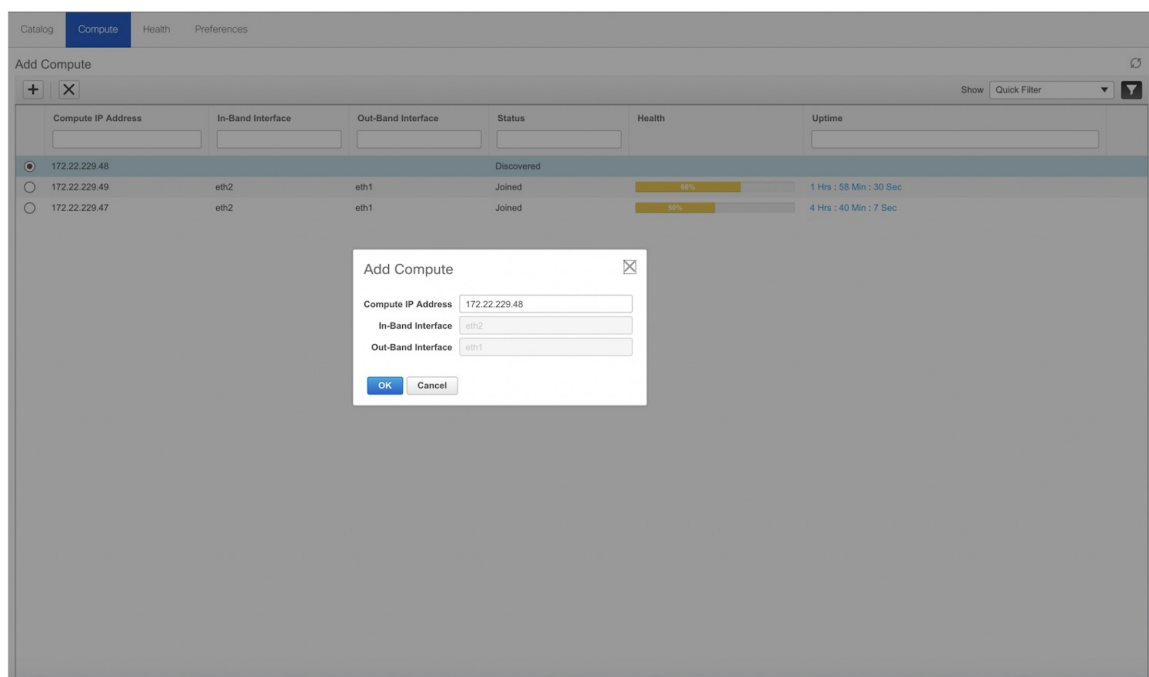 Catalog Compute Health Preferences
Add Compute
Show Quick Filter
Compute IP Address In-Band Interface Out-Band Interface Status Health Uptime
172.22.229.48 Discovered
172.22.229.49 eth2 eth1 Joined 66% 1 Hrs : 58 Min : 30 Sec
172.22.229.47 eth2 eth1 Joined 50% 4 Hrs : 40 Min : 7 Sec
Add Compute
Compute IP Address 172.22.229.48
In-Band Interface eth2
Out-Band Interface eth1
OK Cancel